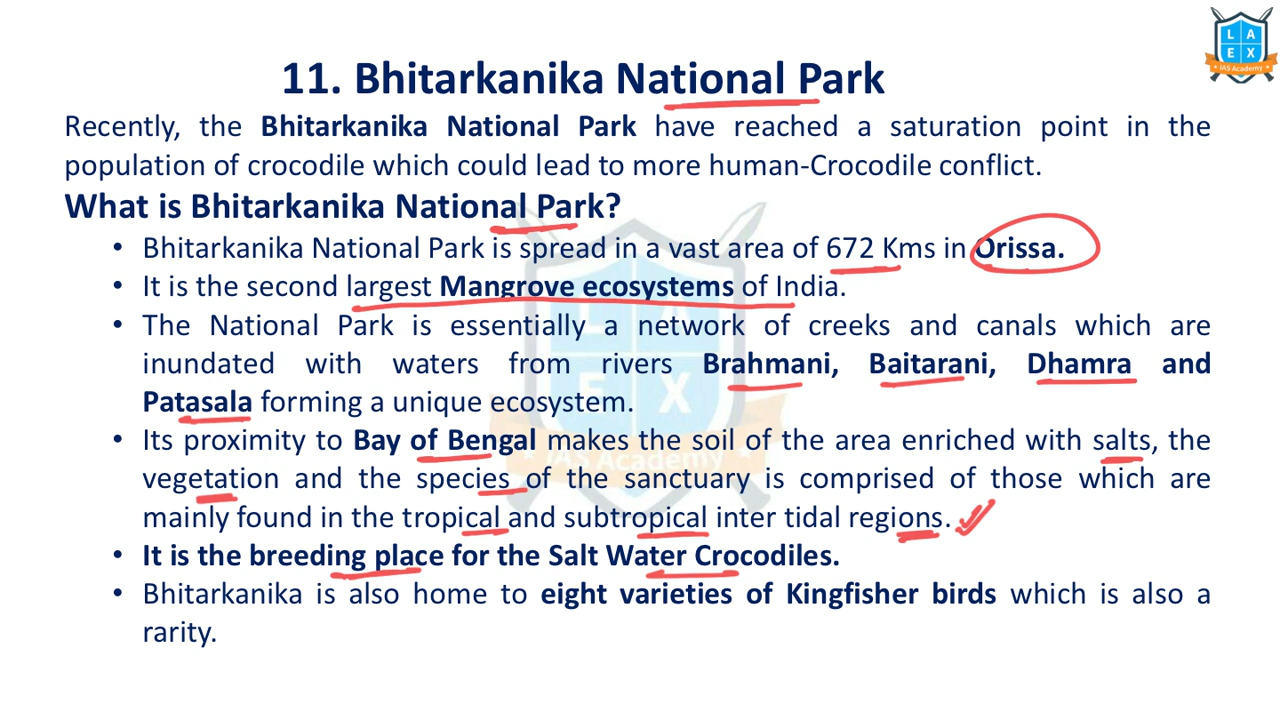 L A
E X
IAS Academy
11. Bhitarkanika National Park
Recently, the Bhitarkanika National Park have reached a saturation point in the
population of crocodile which could lead to more human-Crocodile conflict.
What is Bhitarkanika National Park?
• Bhitarkanika National Park is spread in a vast area of 672 Kms in Orissa.
• It is the second largest Mangrove ecosystems of India.
• The National Park is essentially a network of creeks and canals which are
inundated with waters from rivers Brahmani, Baitarani, Dhamra and
Patasala forming a unique ecosystem.
• Its proximity to Bay of Bengal makes the soil of the area enriched with salts, the
vegetation and the species of the sanctuary is comprised of those which are
mainly found in the tropical and subtropical inter tidal regions.
• It is the breeding place for the Salt Water Crocodiles.
• Bhitarkanika is also home to eight varieties of Kingfisher birds which is also a
rarity.
L A
E X
IAS Academy